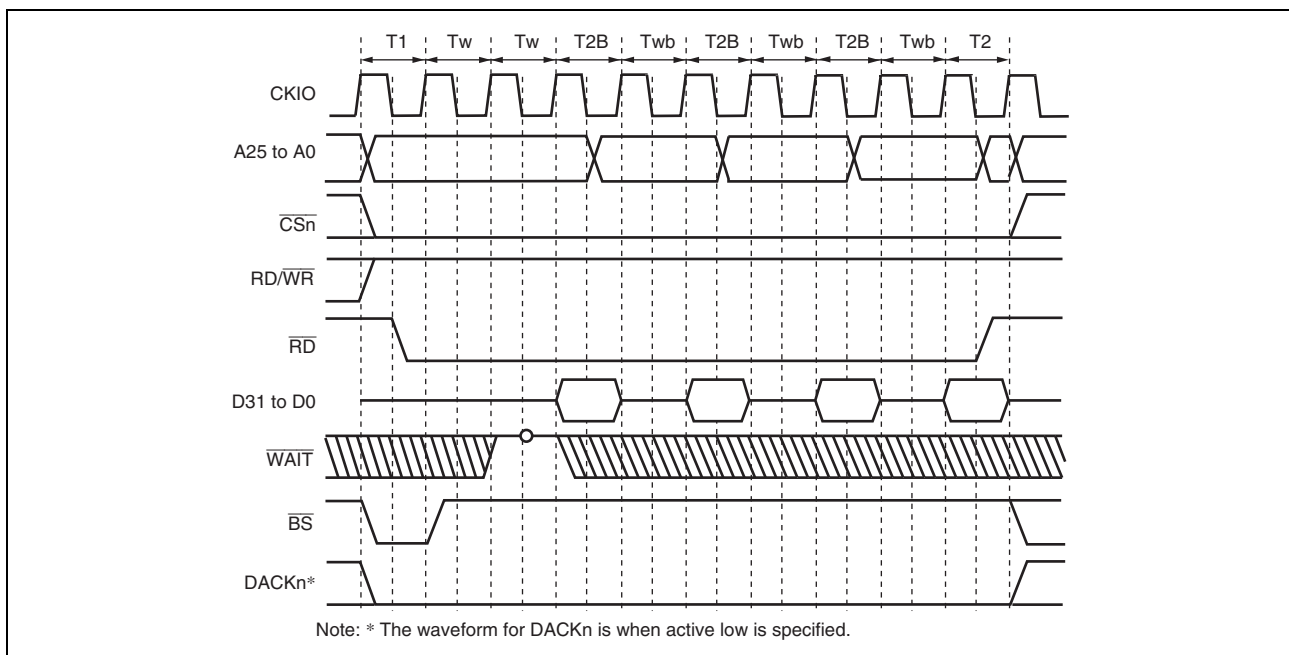 T1 Tw Tw T2B Twb T2B Twb T2B Twb T2
CKIO
A25 to A0
CSn
RD/WR
RD
D31 to D0
WAIT
BS
DACKn*
Note: * The waveform for DACKn is when active low is specified.